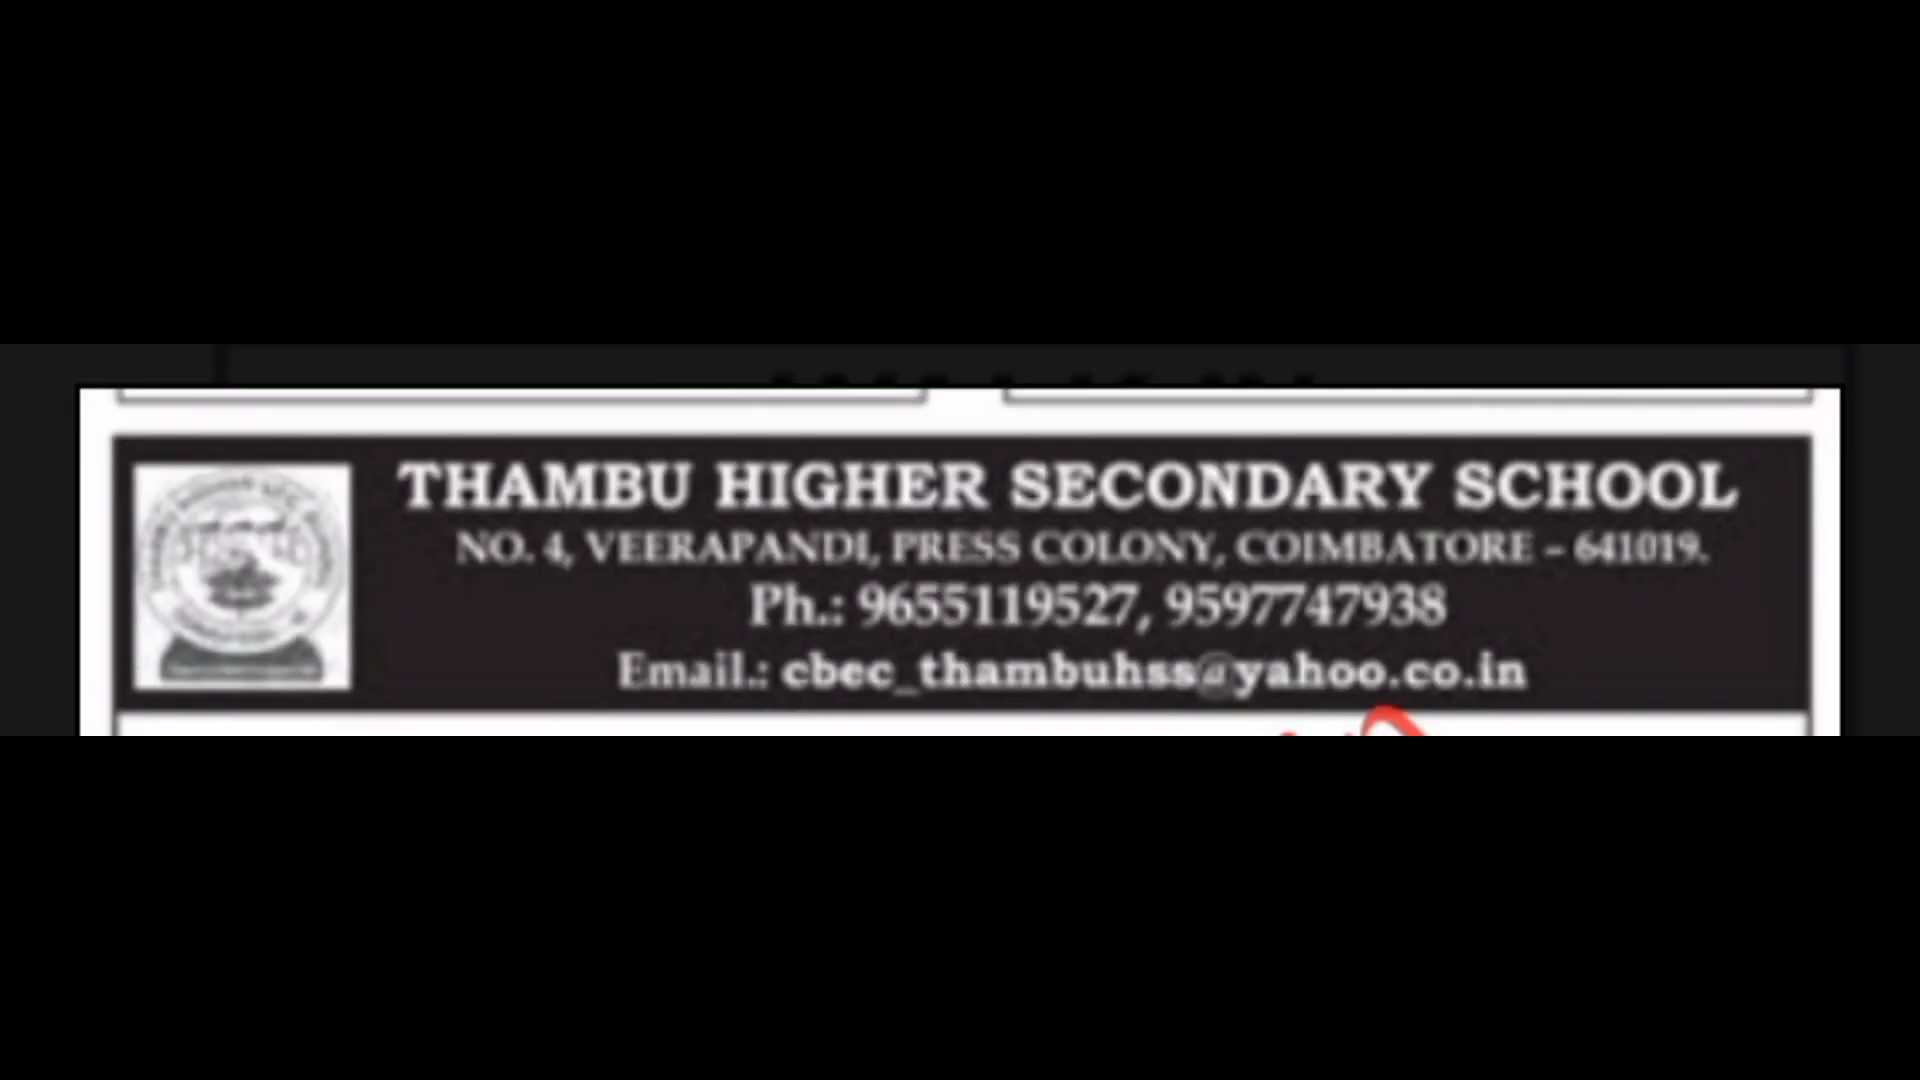 THAMBU HIGHER SECONDARY SCHOOL
NO. 4, VEERAPANDI, PRESS COLONY, COIMBATORE – 641019.
Ph.: 9655119527, 9597747938
Email.: cbec_thambuhss@yahoo.co.in